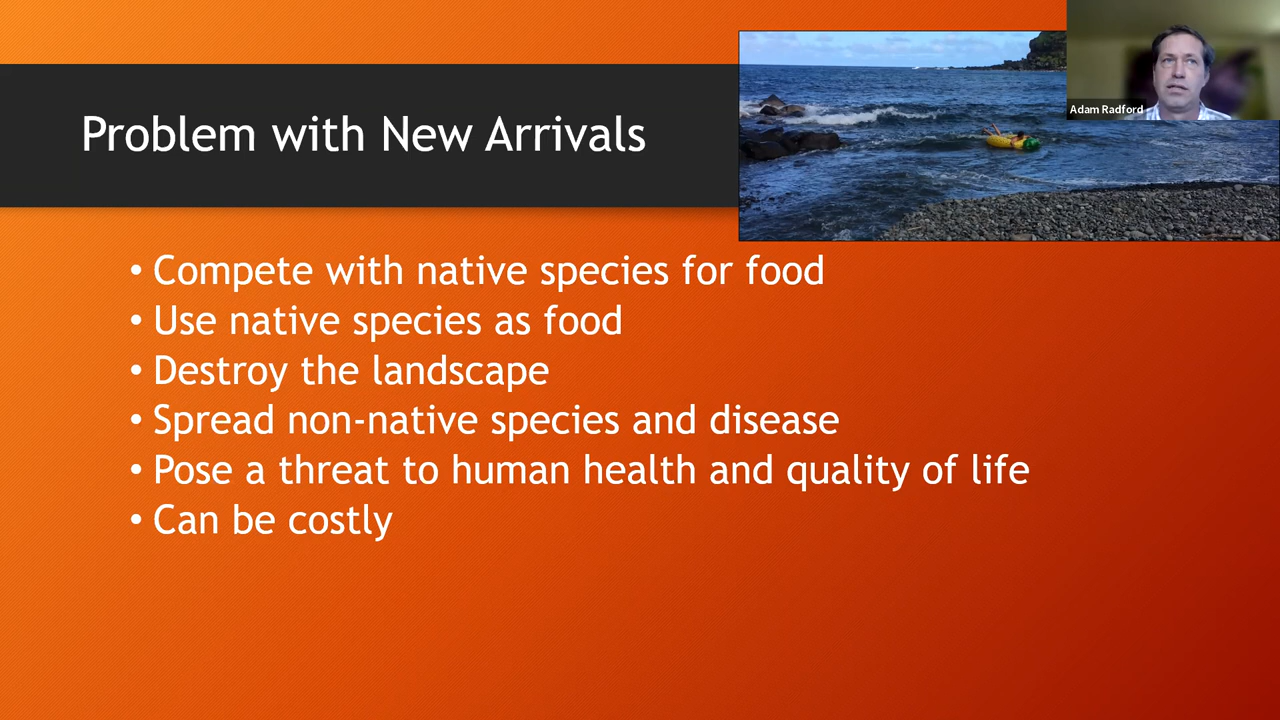 Problem with New Arrivals
Adam Radford
• Compete with native species for food
• Use native species as food
• Destroy the landscape
• Spread non-native species and disease
• Pose a threat to human health and quality of life
• Can be costly